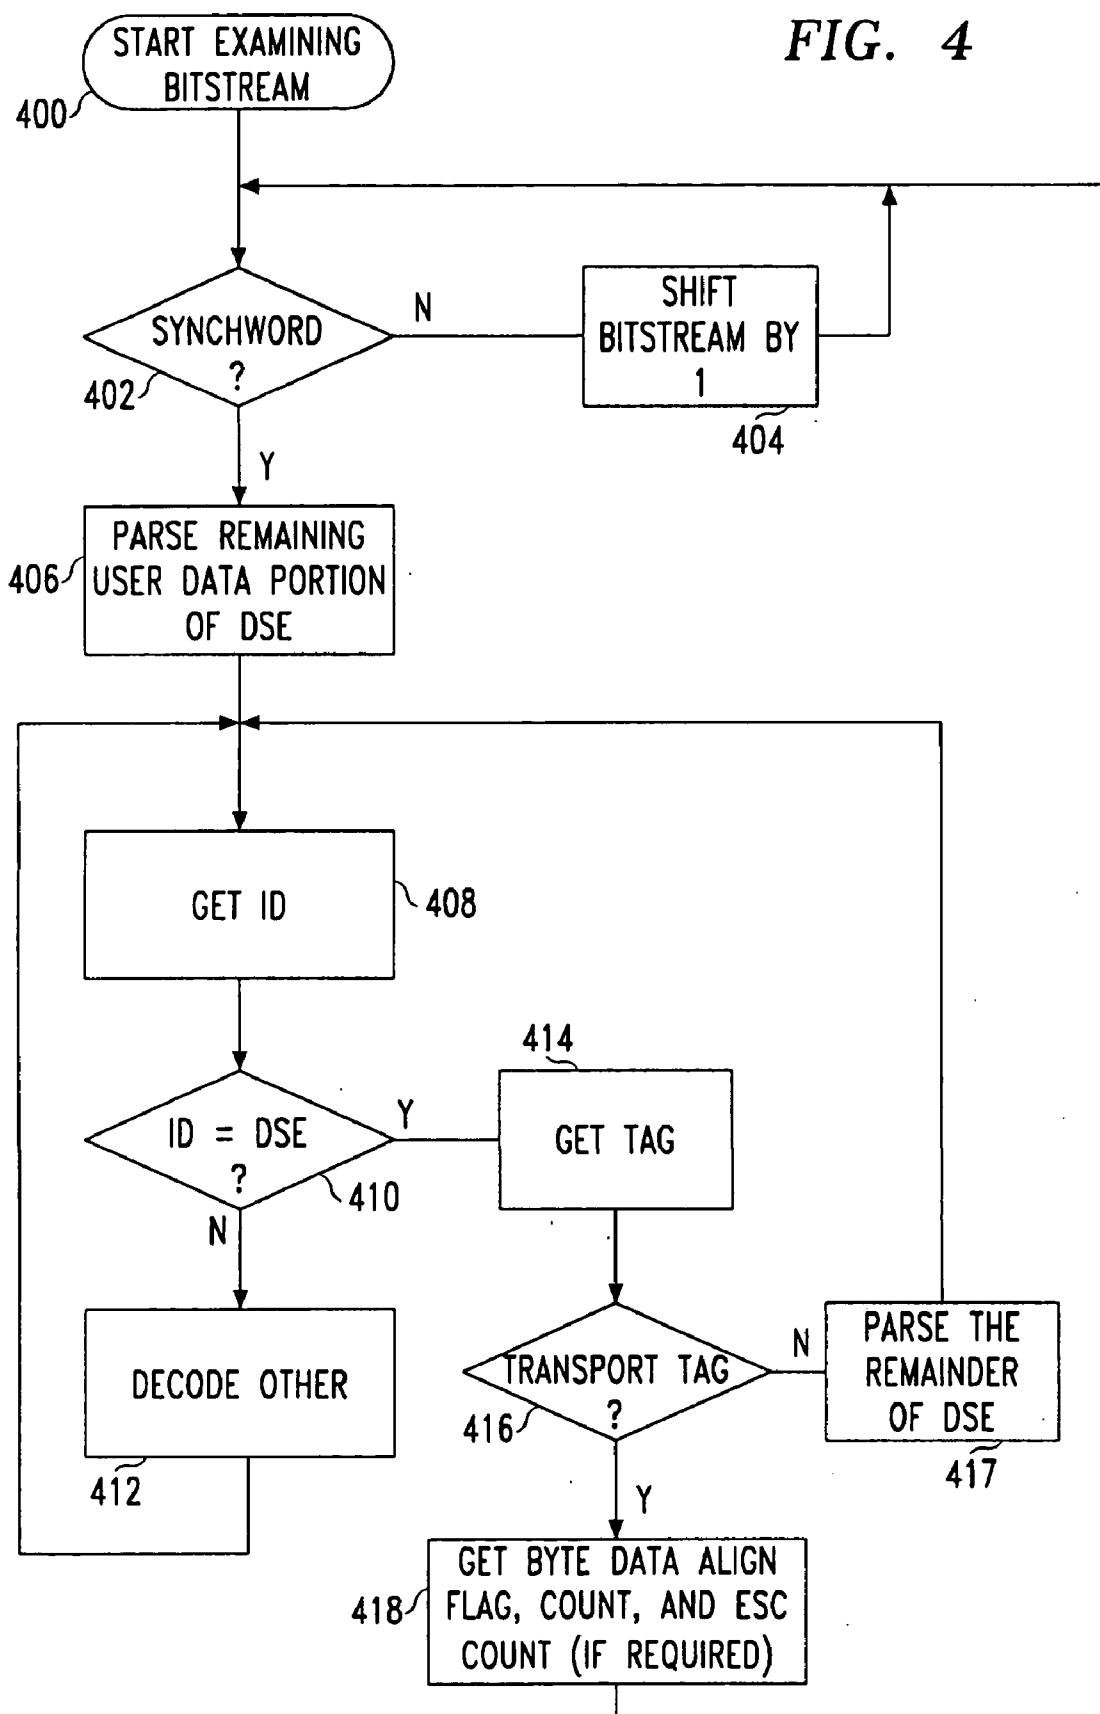 FIG. 4
START EXAMINING
BITSTREAM
400
SYNCHWORD
?
402
N
SHIFT
BITSTREAM BY
1
404
Y
PARSE REMAINING
USER DATA PORTION
OF DSE
406
GET ID
408
ID = DSE
?
410
Y
N
414
GET TAG
DECODE OTHER
412
TRANSPORT TAG
?
416
N
PARSE THE
REMAINDER
OF DSE
417
Y
GET BYTE DATA ALIGN
FLAG, COUNT, AND ESC
COUNT (IF REQUIRED)
418